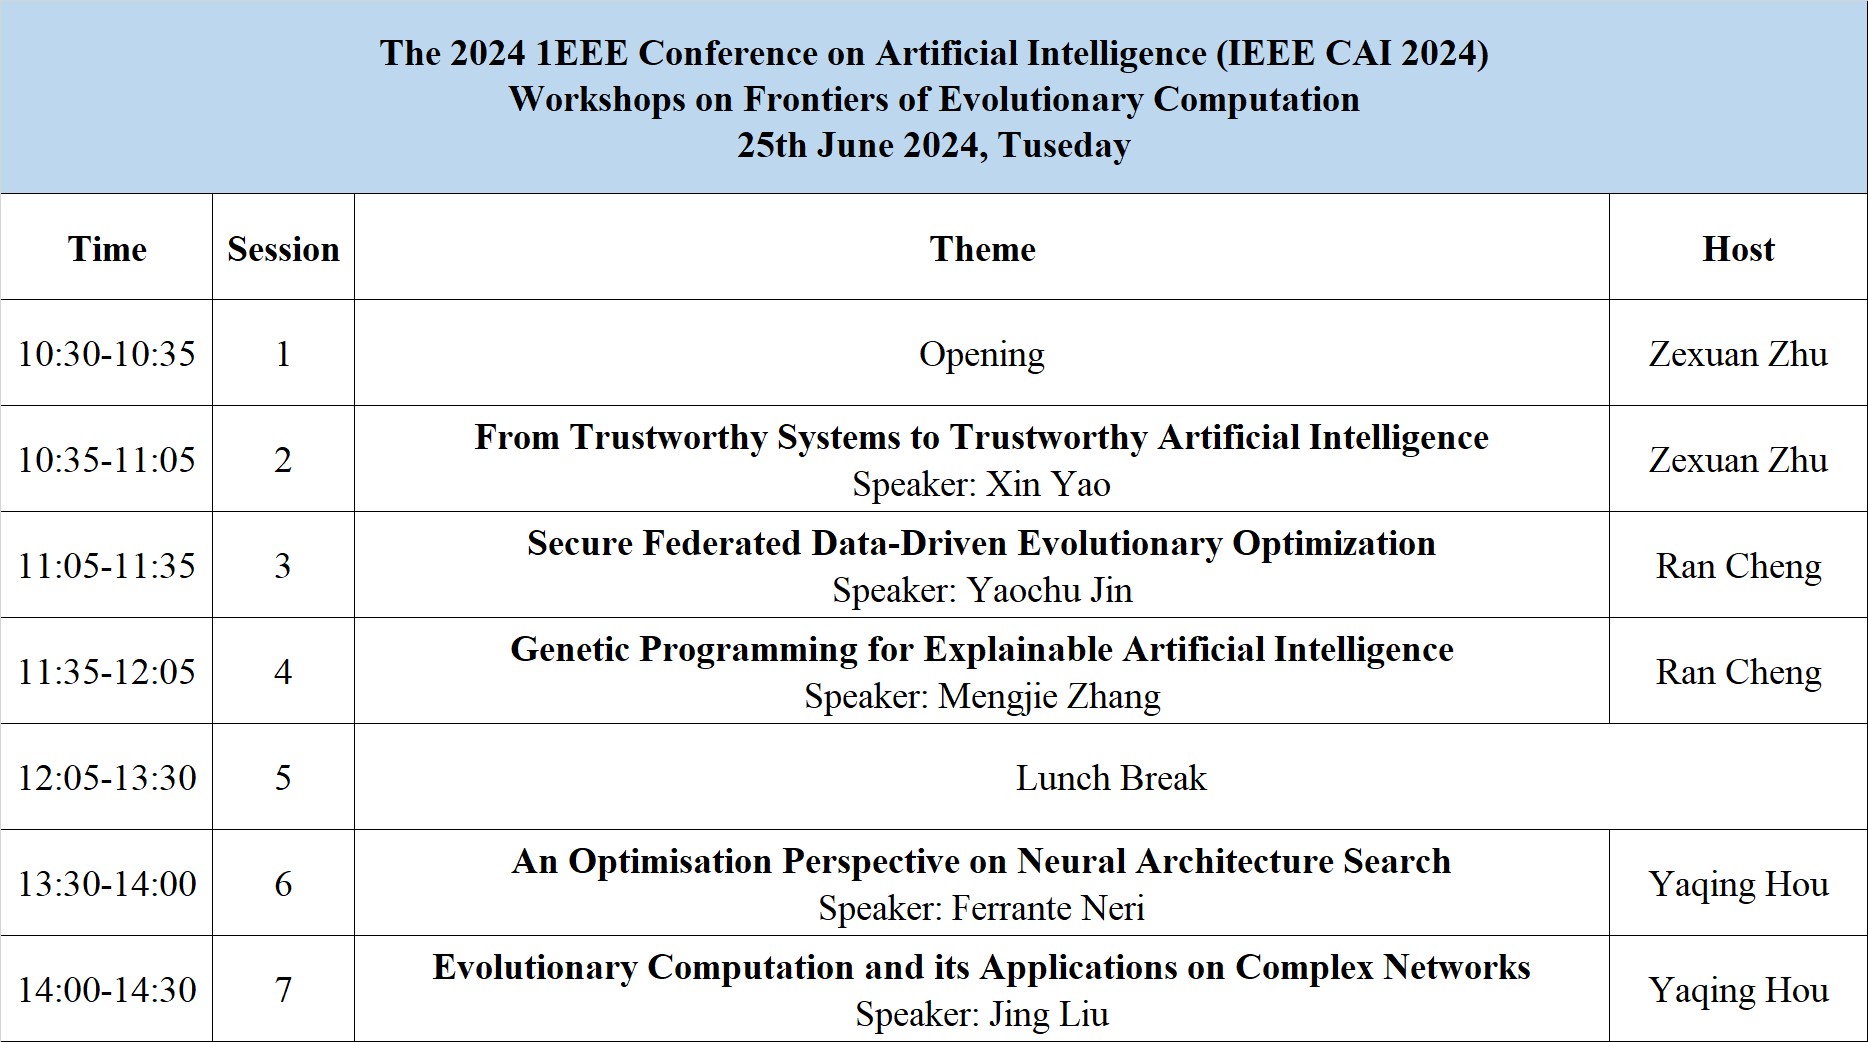 The 2024 1EEE Conference on Artificial Intelligence (IEEE CAI 2024)
Workshops on Frontiers of Evolutionary Computation
25th June 2024, Tuseday
Time Session Theme Host
10:30-10:35 1 Opening Zexuan Zhu
10:35-11:05 2 From Trustworthy Systems to Trustworthy Artificial Intelligence
Speaker: Xin Yao Zexuan Zhu
11:05-11:35 3 Secure Federated Data-Driven Evolutionary Optimization
Speaker: Yaochu Jin Ran Cheng
11:35-12:05 4 Genetic Programming for Explainable Artificial Intelligence
Speaker: Mengjie Zhang Ran Cheng
12:05-13:30 5 Lunch Break
13:30-14:00 6 An Optimisation Perspective on Neural Architecture Search
Speaker: Ferrante Neri Yaqing Hou
14:00-14:30 7 Evolutionary Computation and its Applications on Complex Networks
Speaker: Jing Liu Yaqing Hou